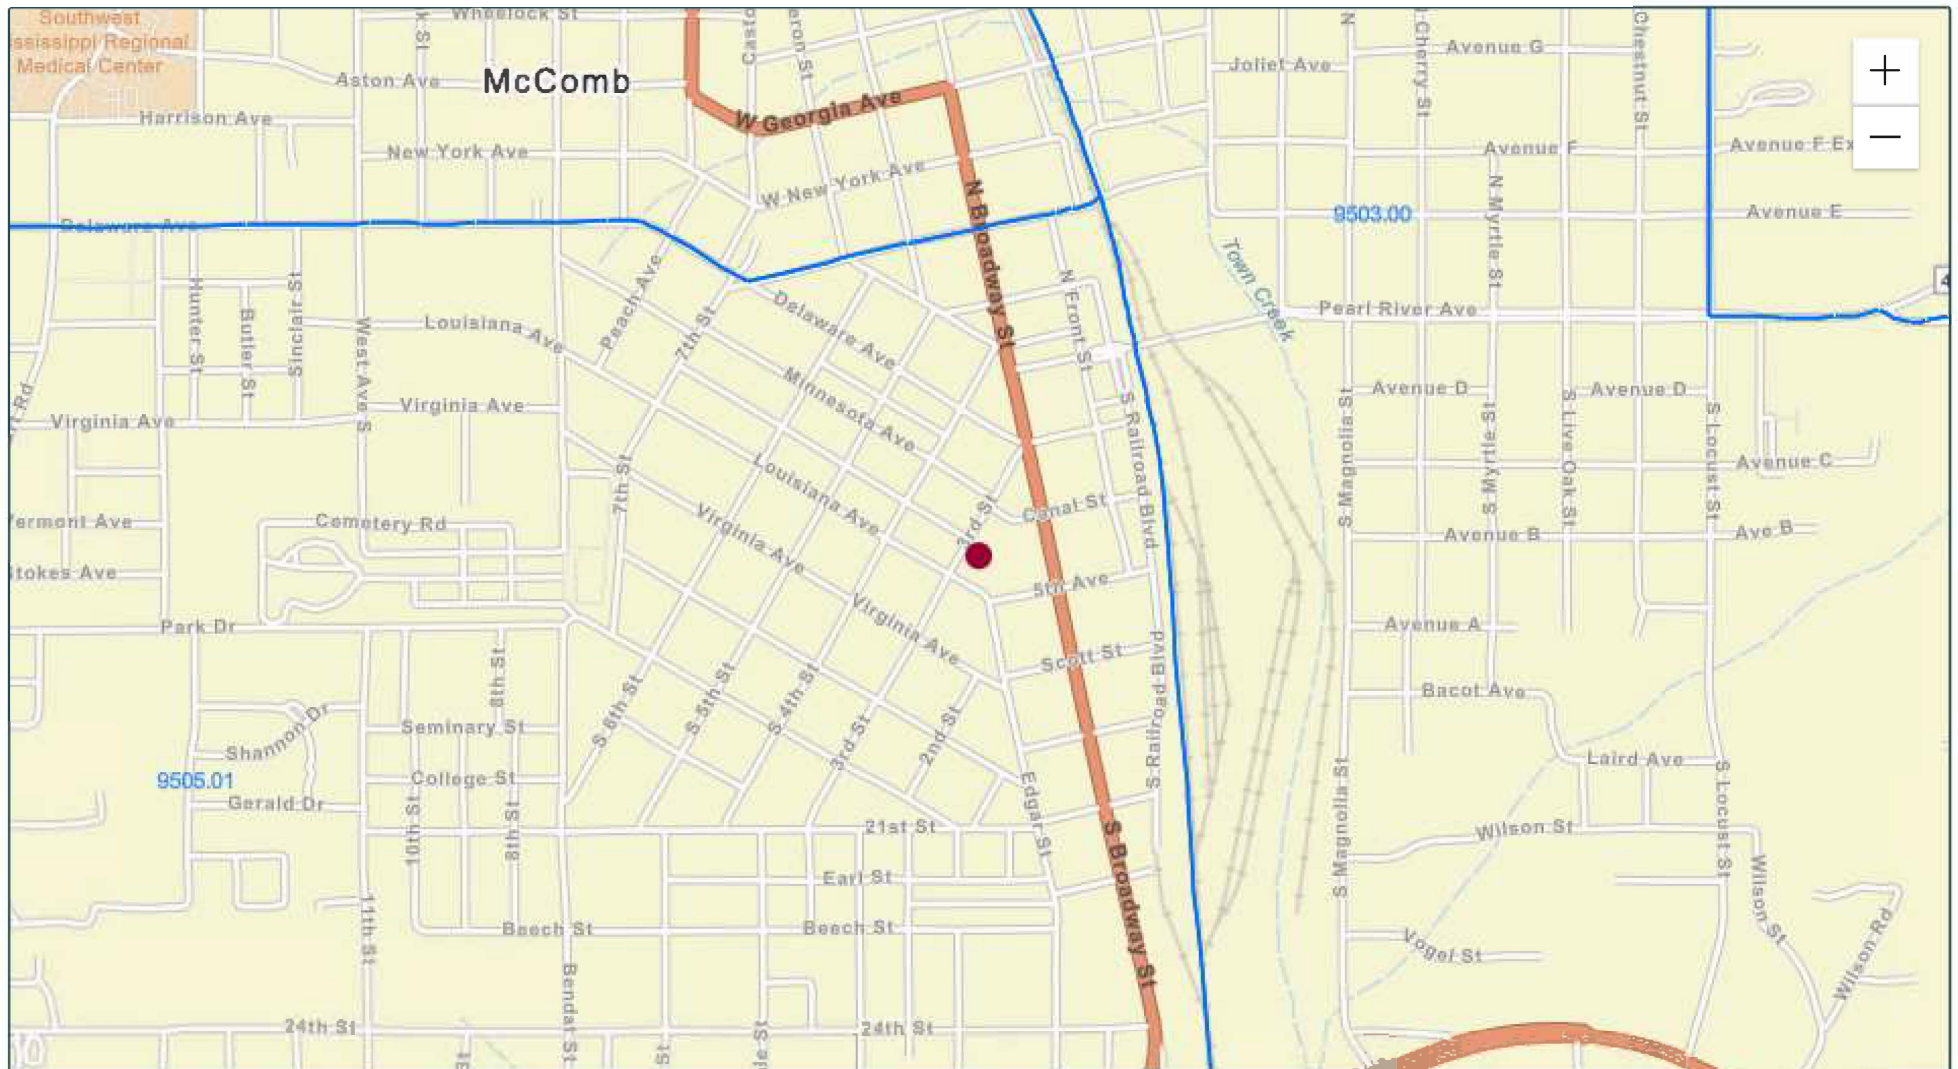 Southwest
Mississippi Regional
Medical Center
Wheelock St
Avenue G
Joliet Ave
Aston Ave
McComb
N Cherry St
Chestnut St
+
−
Harrison Ave
W Georgia Ave
New York Ave
W New York Ave
Avenue F
Avenue F Ex
N Broadway St
N Myrtle St
Delaware Ave
9503.00
Avenue E
Town Creek
Hunter St
Butler St
Sinclair St
West Ave S
Louisiana Ave
Peach Ave
7th St
Delaware Ave
N Front St
Pearl River Ave
4
Minnesota Ave
Avenue D
Avenue D
Virginia Ave
Virginia Ave
S Railroad Blvd
S Magnolia St
S Myrtle St
S Live Oak St
S Locust St
Avenue C
7th St
Louisiana Ave
Virginia Ave
3rd St
Canal St
Vermont Ave
Cemetery Rd
Avenue B
Ave B
Stokes Ave
5th Ave
Virginia Ave
Park Dr
Avenue A
Scott St
8th St
S 6th St
S 5th St
S 4th St
3rd St
2nd St
S Railroad Blvd
Bacot Ave
Shannon Dr
Seminary St
College St
9505.01
Gerald Dr
Laird Ave
S Magnolia St
S Locust St
10th St
8th St
21st St
Edgar St
S Broadway St
Wilson St
Wilson St
Earl St
11th St
Beech St
Beech St
Vogel St
Wilson Rd
Bendat St
24th St
24th St